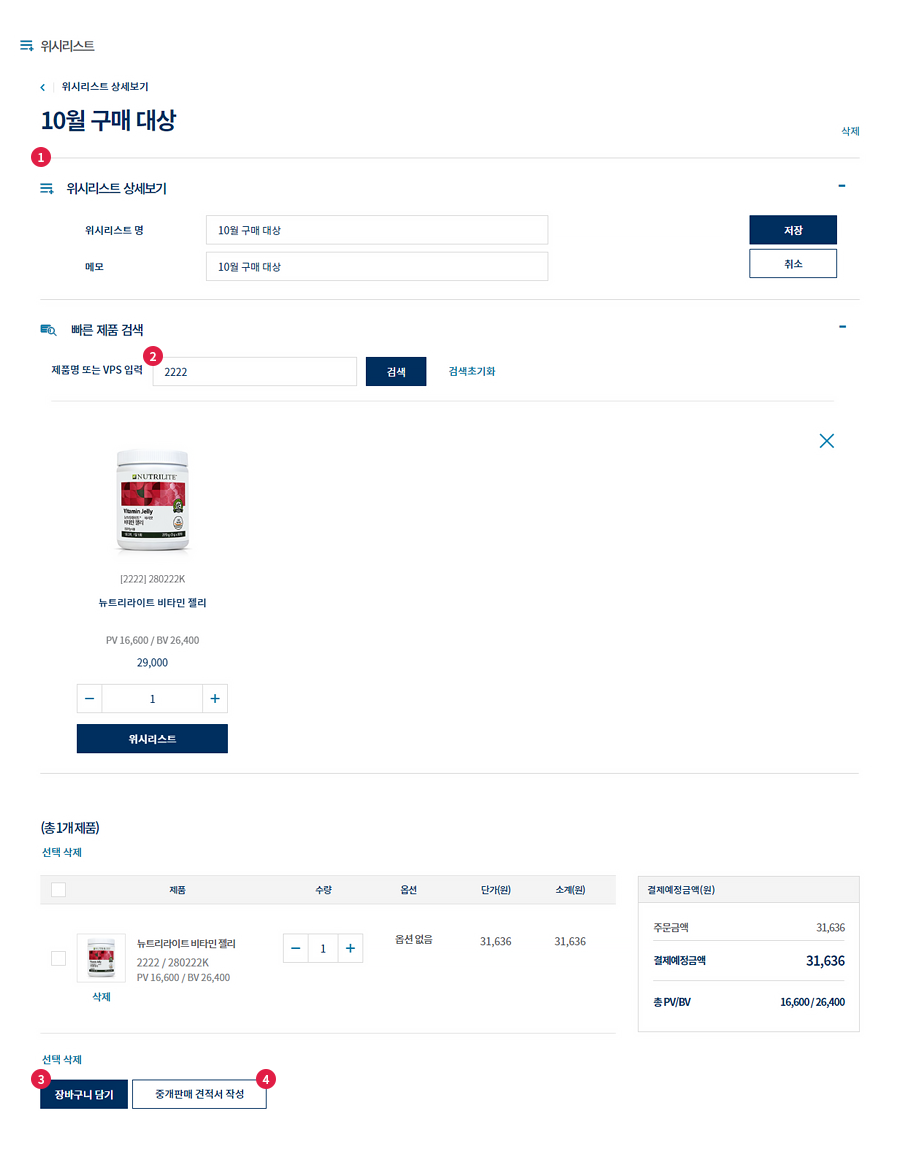 위시리스트
위시리스트 상세보기
10월 구매 대상
삭제
1
위시리스트 상세보기
위시리스트 명
10월 구매 대상
저장
메모
10월 구매 대상
취소
빠른 제품 검색
2
제품명 또는 VPS 입력
2222
검색
검색초기화
NUTRILITE
Vitamin Jelly
비타민 젤리
[2222] 280222K
뉴트리라이트 비타민 젤리
PV 16,600 / BV 26,400
29,000
1
위시리스트
(총1개제품)
선택 삭제
제품 수량 옵션 단가(원) 소계(원)
뉴트리라이트 비타민 젤리
2222 / 280222K
PV 16,600 / BV 26,400
삭제
1
옵션 없음
31,636
31,636
결제예정금액(원)
주문금액 31,636
결제예정금액 31,636
총 PV/BV 16,600 / 26,400
선택 삭제
3
장바구니 담기
4
중개판매 견적서 작성